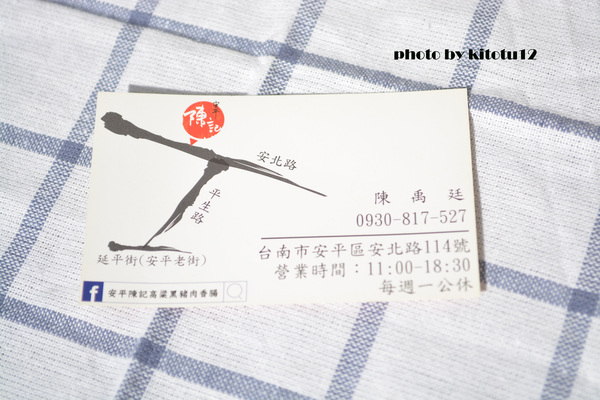 photo by kitotu12
安平
陳記
安北路
平生路
延平街(安平老街)
陳 禹 廷
0930-817-527
台南市安平區安北路114號
營業時間：11:00-18:30
每週一公休
f 安平陳記高粱黑豬肉香腸